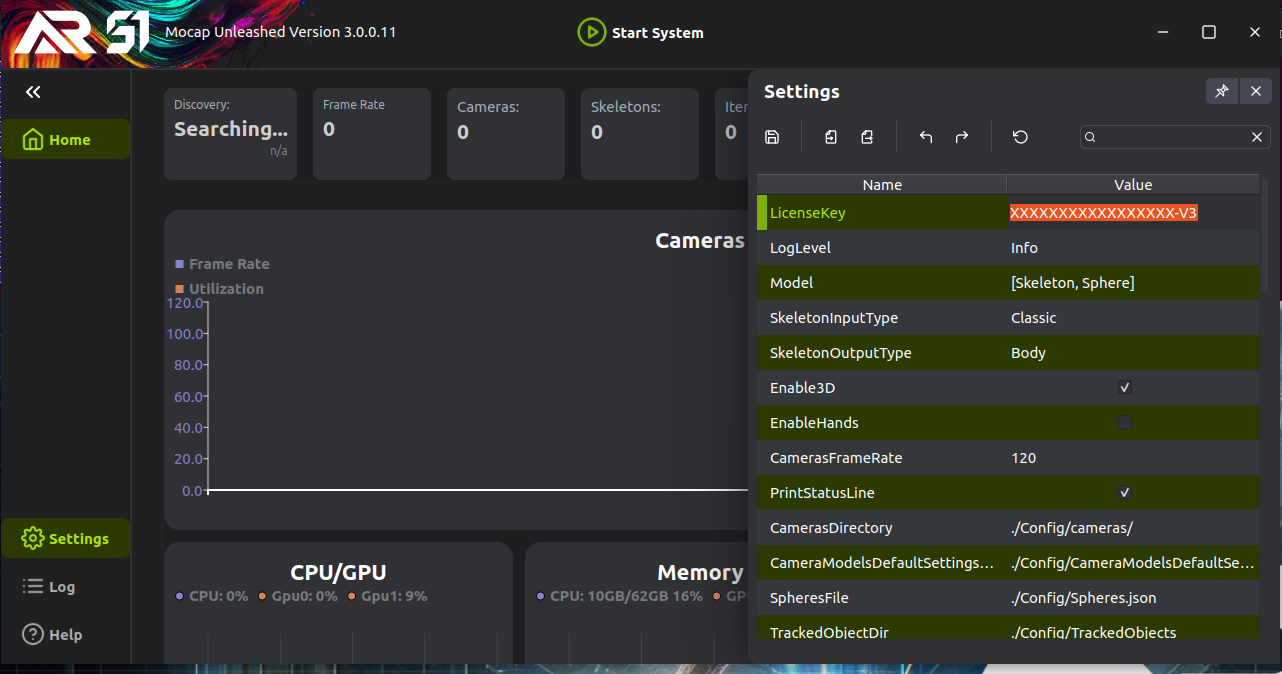 AR 51
Mocap Unleashed Version 3.0.0.11
Start System
Home
Settings
Log
Help
Discovery:
Searching...
n/a
Frame Rate
0
Cameras:
0
Skeletons:
0
0
Cameras
Frame Rate
Utilization
120.0
100.0
80.0
60.0
40.0
20.0
0.0
CPU/GPU
CPU: 0% Gpu0: 0% Gpu1: 9%
Memory
CPU: 10GB/62GB 16%
Settings
Name Value
LicenseKey XXXXXXXXXXXXXXXXX-V3
LogLevel Info
Model [Skeleton, Sphere]
SkeletonInputType Classic
SkeletonOutputType Body
Enable3D
EnableHands
CamerasFrameRate 120
PrintStatusLine
CamerasDirectory ./Config/cameras/
CameraModelsDefaultSettings... ./Config/CameraModelsDefaultSe...
SpheresFile ./Config/Spheres.json
TrackedObjectDir ./Config/TrackedObjects